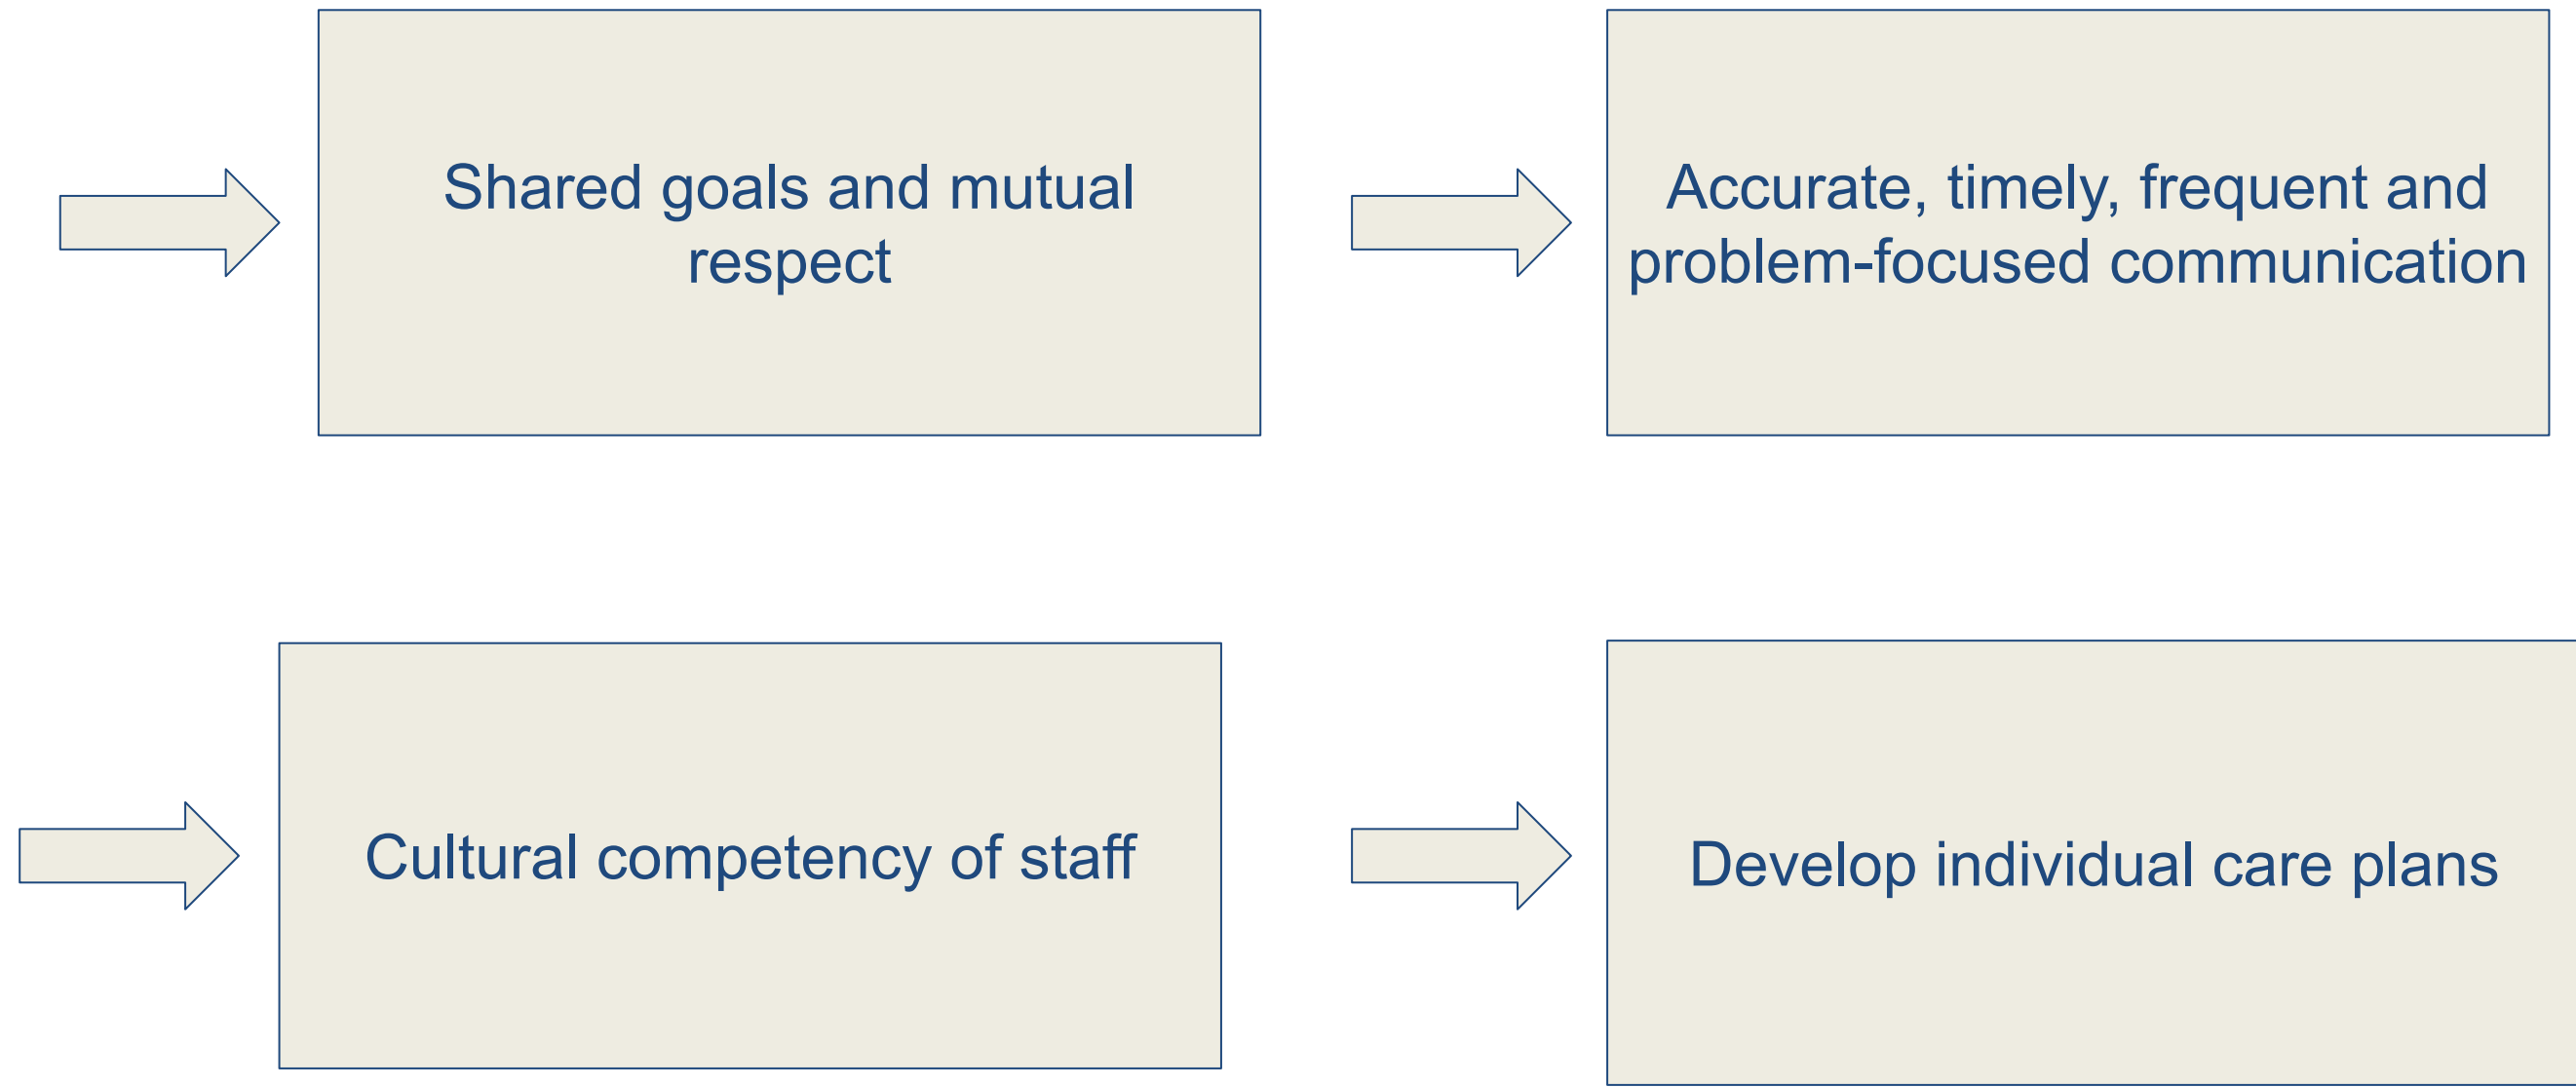 Shared goals and mutual
respect
Accurate, timely, frequent and
problem-focused communication
Cultural competency of staff
Develop individual care plans